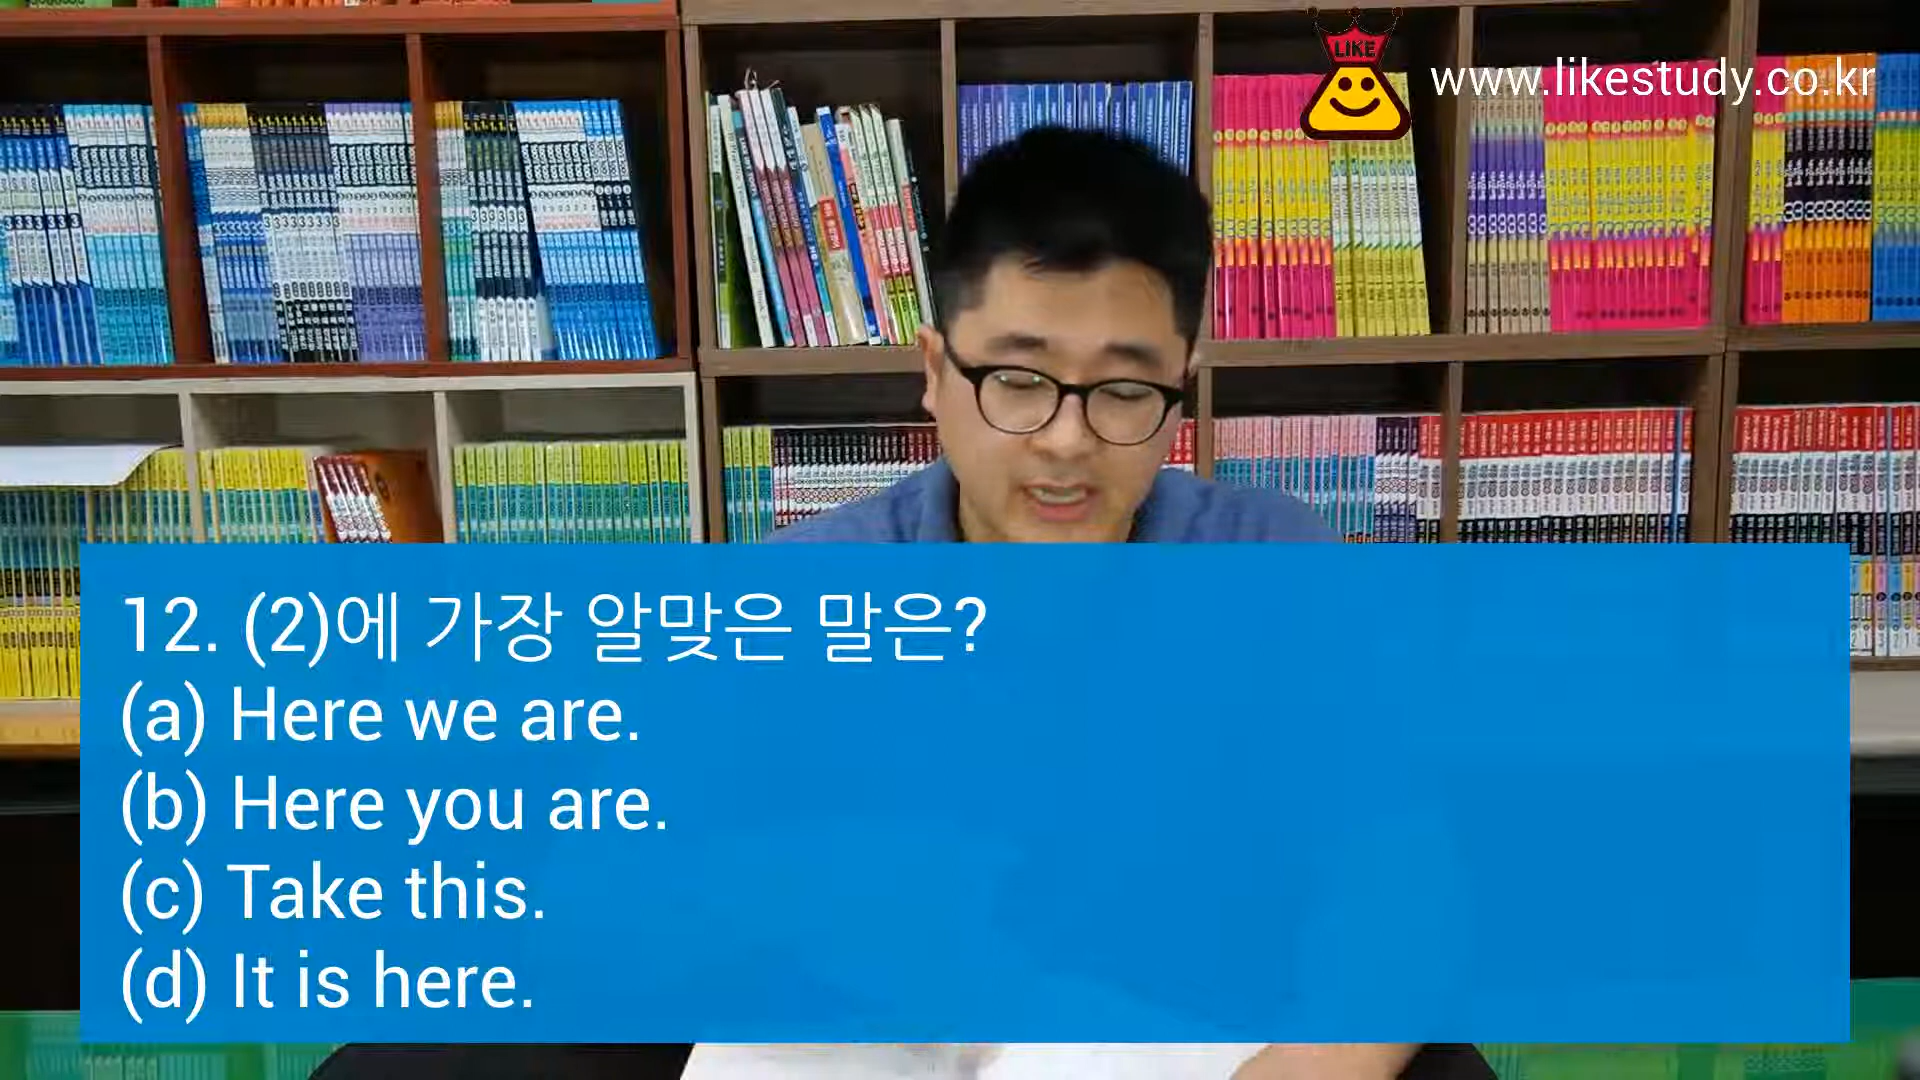 LIKE
www.likestudy.co.kr
12. (2)에 가장 알맞은 말은?
(a) Here we are.
(b) Here you are.
(c) Take this.
(d) It is here.